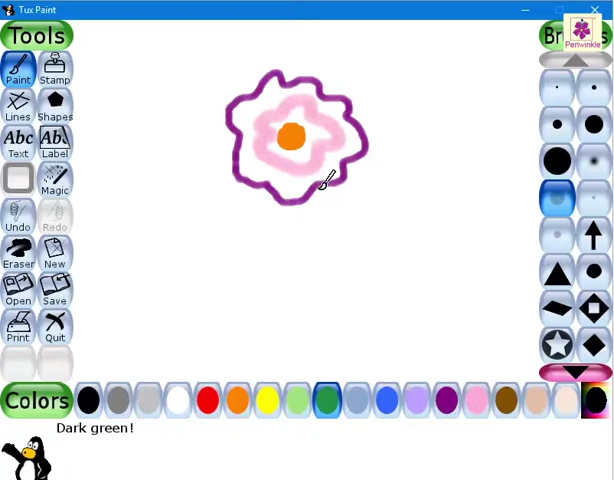 Tux Paint
Tools
Br s
Periwinkle
Paint
Stamp
Lines
Shapes
Abc
Text
Abc
Label
Magic
Undo
Redo
Eraser
New
Open
Save
Print
Quit
Colors
Dark green!